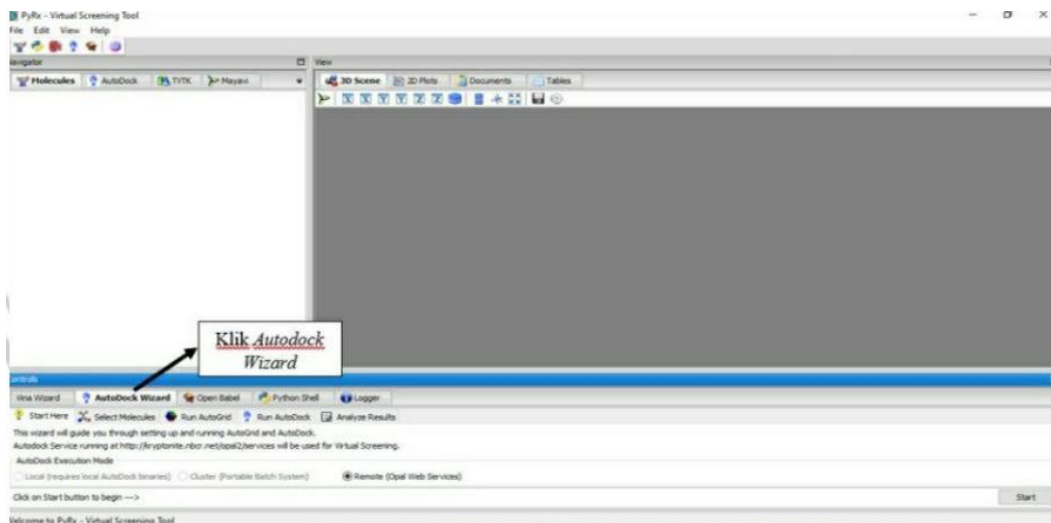 PyRx - Virtual Screening Tool
File Edit View Help
Navigator
View
Molecules AutoDock TVTK Mayavi
3D Scene 2D Plots Documents Tables
X X Y Y Z Z
Klik Autodock
Wizard
Controls
Vina Wizard AutoDock Wizard Open Babel Python Shell Logger
Start Here Select Molecules Run AutoGrid Run AutoDock Analyze Results
This wizard will guide you through setting up and running AutoGrid and AutoDock.
Autodock Service running at http://kryptonite.nbcr.net/opal2/services will be used for Virtual Screening.
AutoDock Execution Mode
Local (requires local AutoDock binaries) Cluster (Portable Batch System) Remote (Opal Web Services)
Click on Start button to begin --->
Start
Welcome to PyRx - Virtual Screening Tool